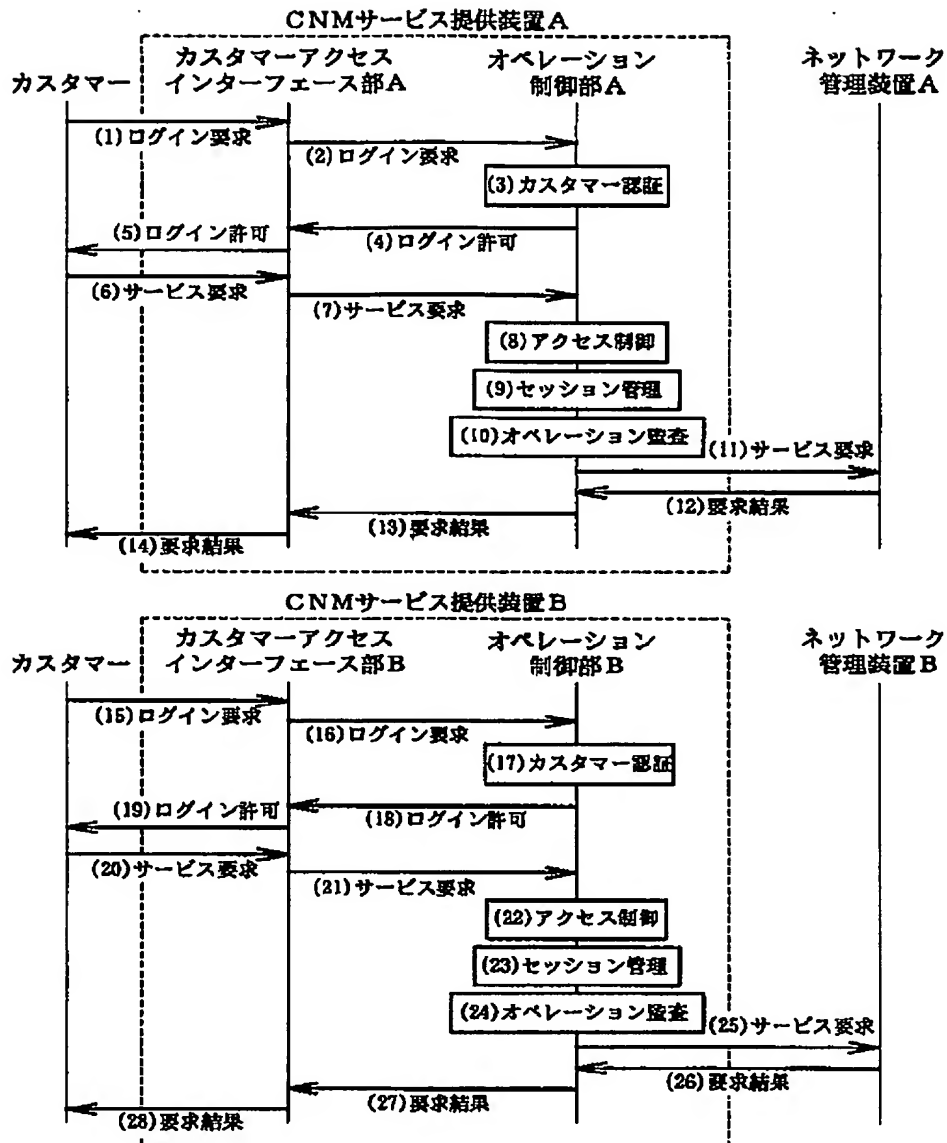 CNMサービス提供装置A
カスタマー
カスタマーアクセス
インターフェース部A
オペレーション
制御部A
ネットワーク
管理装置A
(1)ログイン要求
(2)ログイン要求
(3)カスタマー認証
(4)ログイン許可
(5)ログイン許可
(6)サービス要求
(7)サービス要求
(8)アクセス制御
(9)セッション管理
(10)オペレーション監査
(11)サービス要求
(12)要求結果
(13)要求結果
(14)要求結果
CNMサービス提供装置B
カスタマー
カスタマーアクセス
インターフェース部B
オペレーション
制御部B
ネットワーク
管理装置B
(15)ログイン要求
(16)ログイン要求
(17)カスタマー認証
(18)ログイン許可
(19)ログイン許可
(20)サービス要求
(21)サービス要求
(22)アクセス制御
(23)セッション管理
(24)オペレーション監査
(25)サービス要求
(26)要求結果
(27)要求結果
(28)要求結果